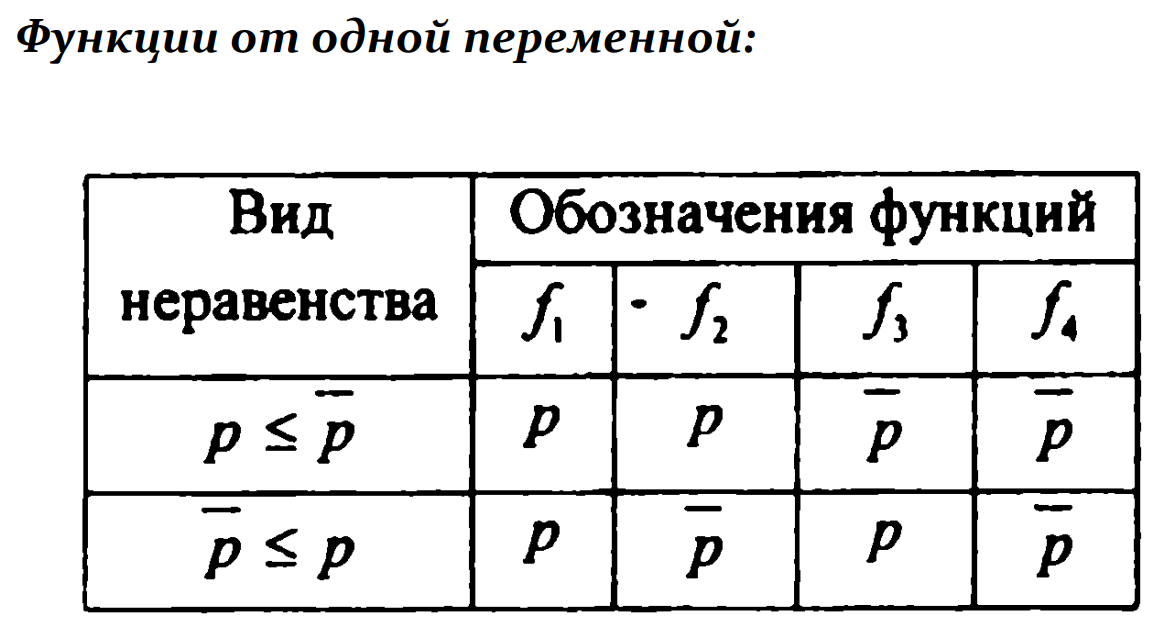 Функции от одной переменной:
Вид неравенства Обозначения функций
f₁ - f₂ f₃ f₄
p ≤ p̅ p p p̅ p̅
p̅ ≤ p p p̅ p p̅